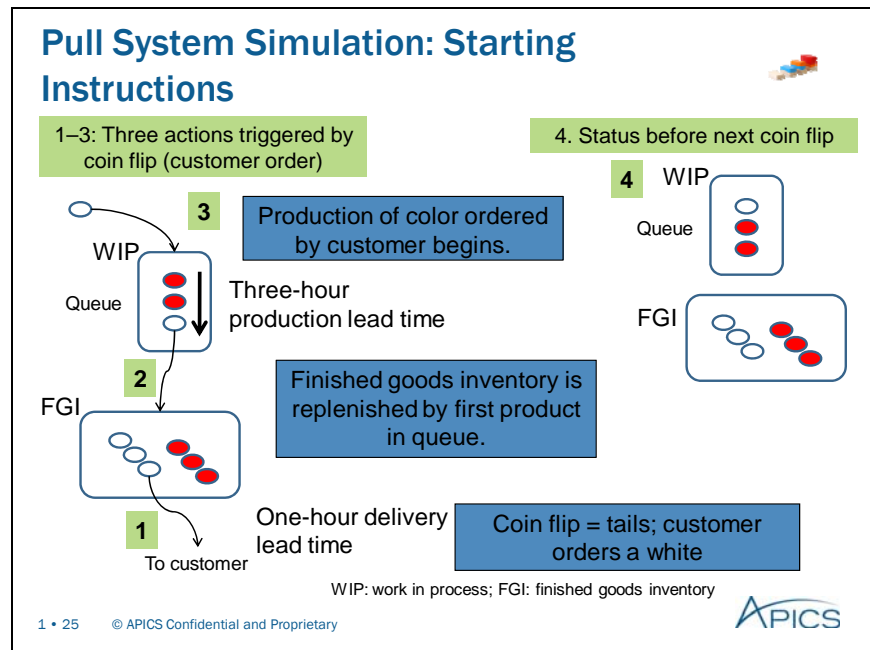 Pull System Simulation: Starting
Instructions
1–3: Three actions triggered by
coin flip (customer order)
4. Status before next coin flip
3
Production of color ordered
by customer begins.
WIP
Queue
Three-hour
production lead time
4
WIP
Queue
FGI
2
Finished goods inventory is
replenished by first product
in queue.
FGI
1
To customer
One-hour delivery
lead time
Coin flip = tails; customer
orders a white
WIP: work in process; FGI: finished goods inventory
1 • 25 © APICS Confidential and Proprietary
APICS